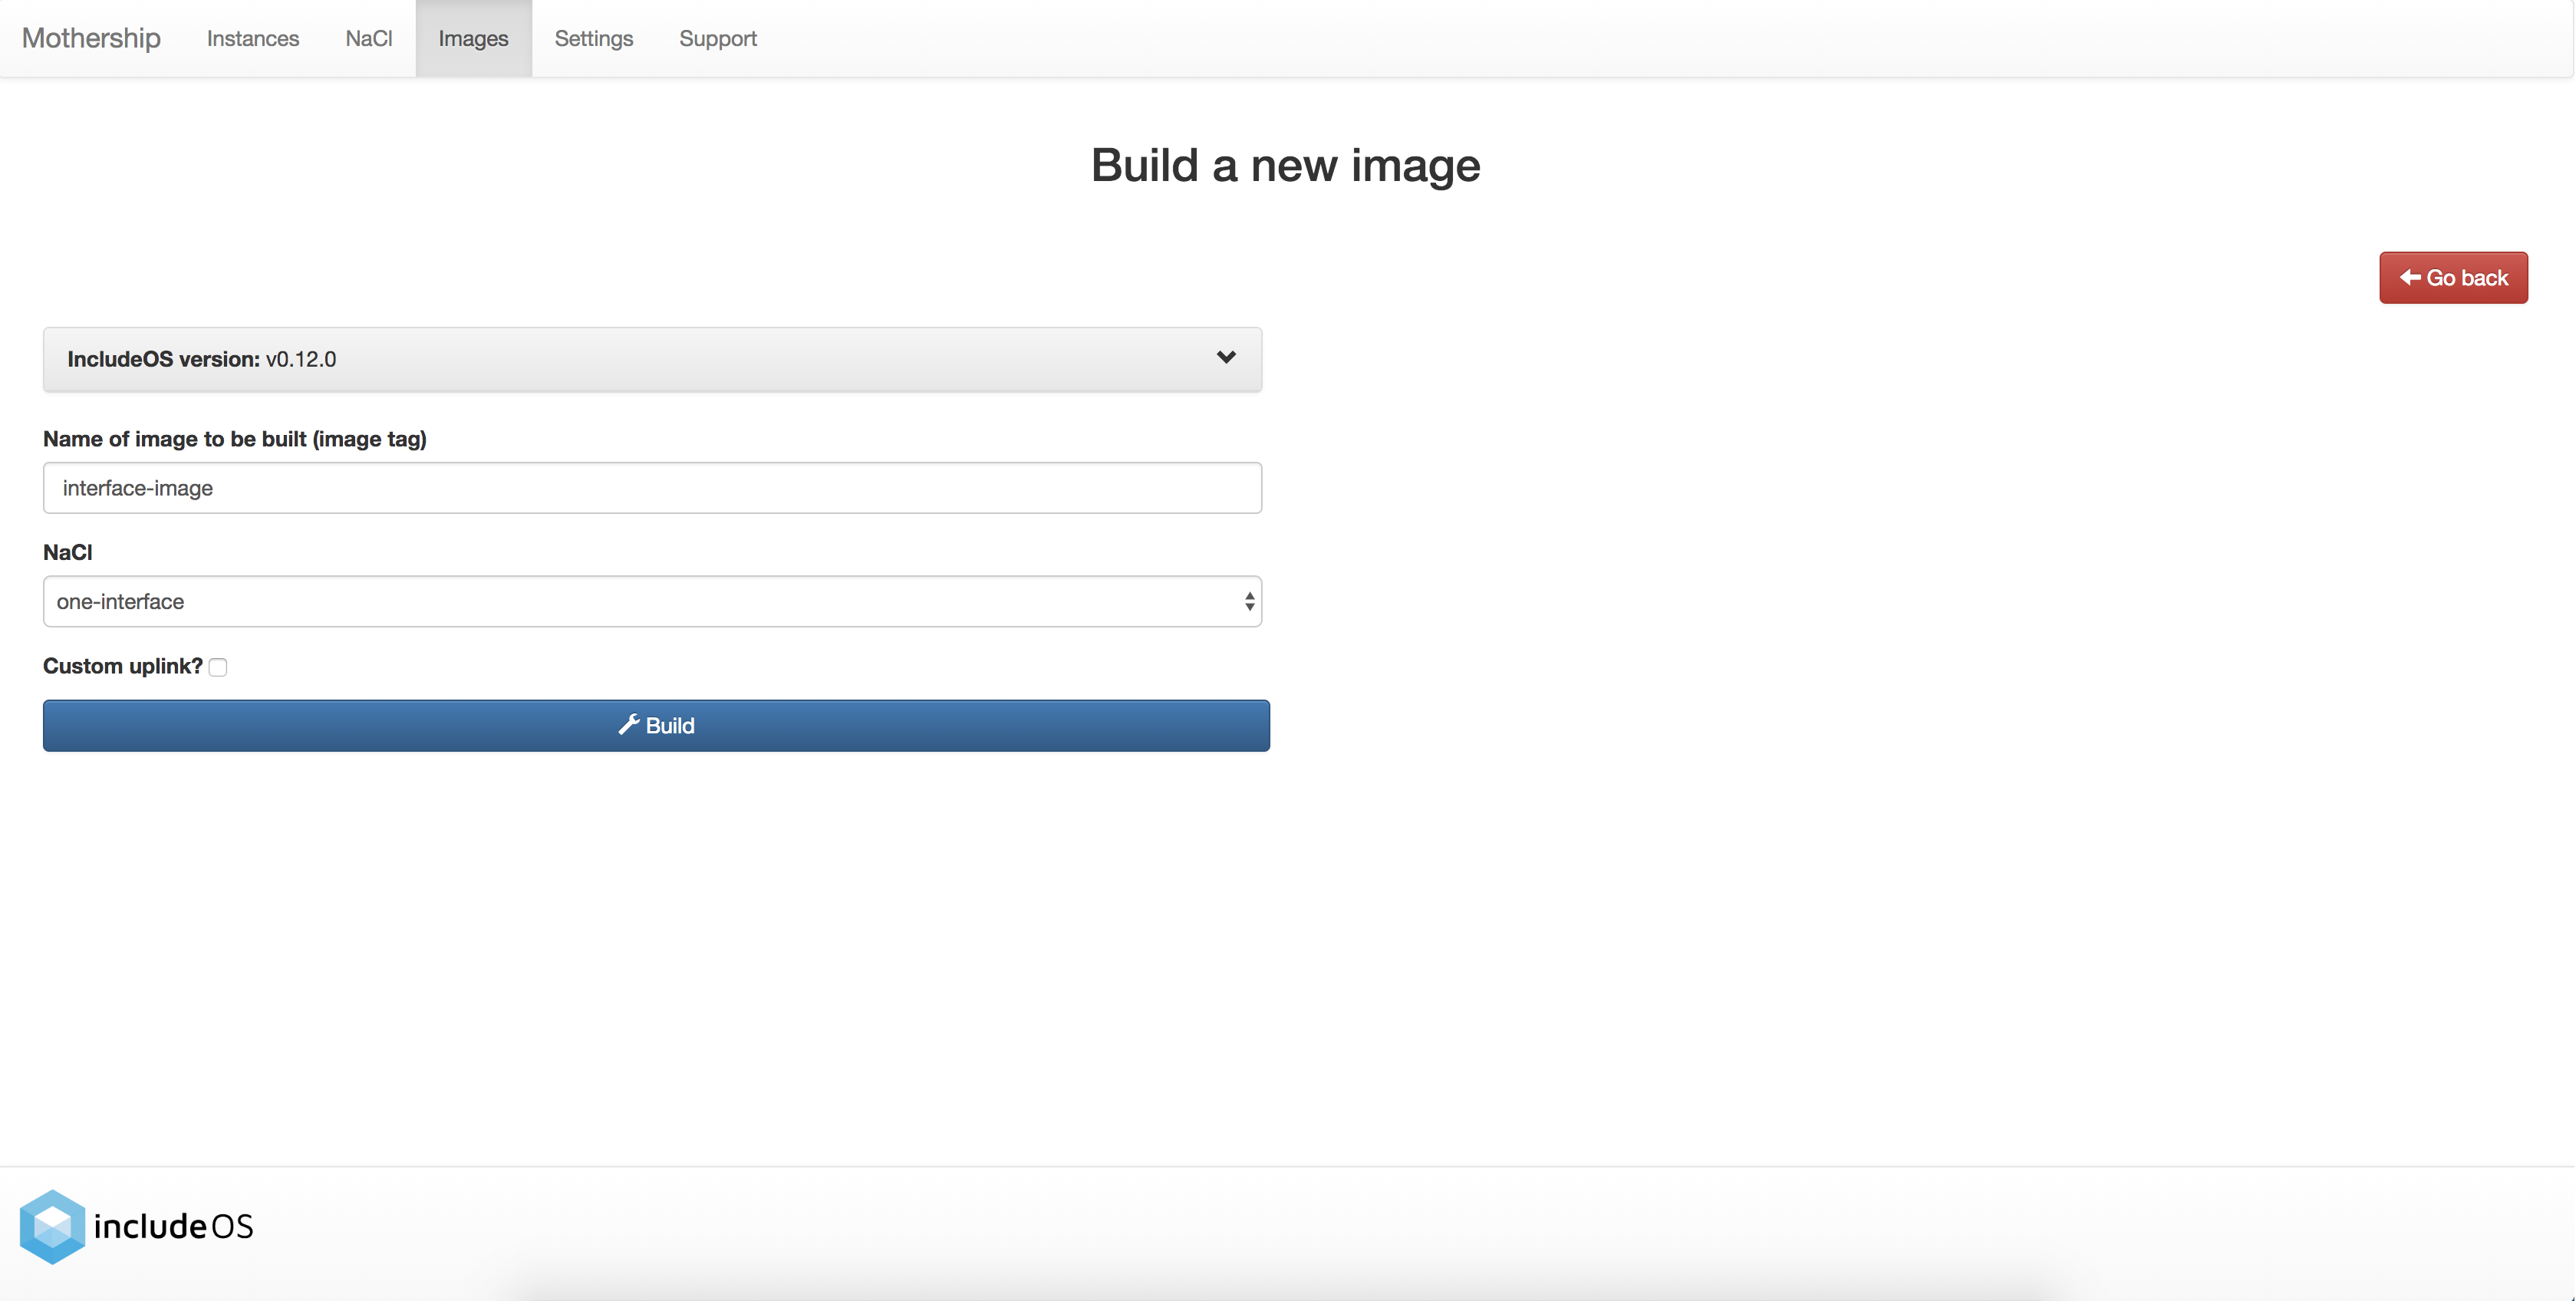 Mothership Instances NaCl Images Settings Support
Build a new image
Go back
IncludeOS version: v0.12.0
Name of image to be built (image tag)
interface-image
NaCl
one-interface
Custom uplink?
Build
includeOS